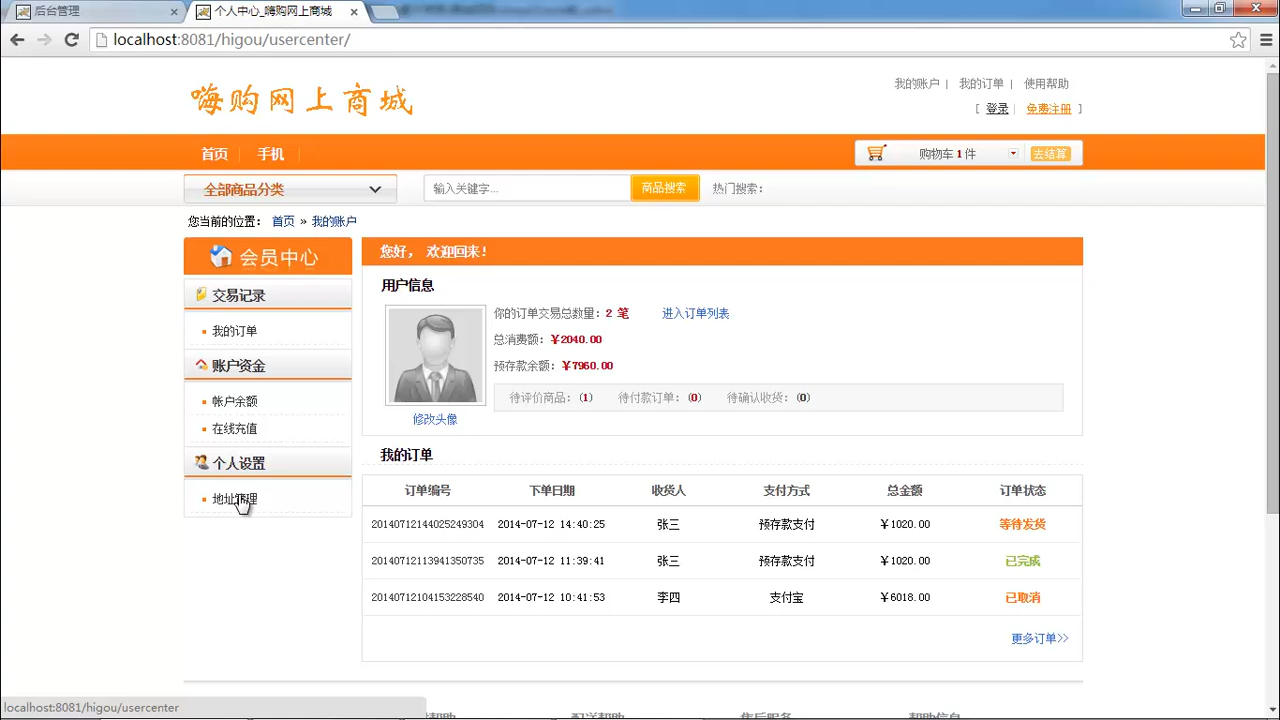 后台管理
个人中心_嗨购网上商城
localhost:8081/higou/usercenter/
嗨购网上商城
我的账户 | 我的订单 | 使用帮助
[ 登录 | 免费注册 ]
首页 手机
购物车 1 件 去结算
全部商品分类
输入关键字... 商品搜索 热门搜索:
您当前的位置: 首页 » 我的账户
会员中心
交易记录
我的订单
账户资金
帐户余额
在线充值
个人设置
地址管理
您好, 欢迎回来!
用户信息
你的订单交易总数量: 2 笔 进入订单列表
总消费额: ¥2040.00
预存款余额: ¥7960.00
待评价商品: (1) 待付款订单: (0) 待确认收货: (0)
修改头像
我的订单
订单编号 下单日期 收货人 支付方式 总金额 订单状态
20140712144025249304 2014-07-12 14:40:25 张三 预存款支付 ¥1020.00 等待发货
20140712113941350735 2014-07-12 11:39:41 张三 预存款支付 ¥1020.00 已完成
20140712104153228540 2014-07-12 10:41:53 李四 支付宝 ¥6018.00 已取消
更多订单>>
localhost:8081/higou/usercenter